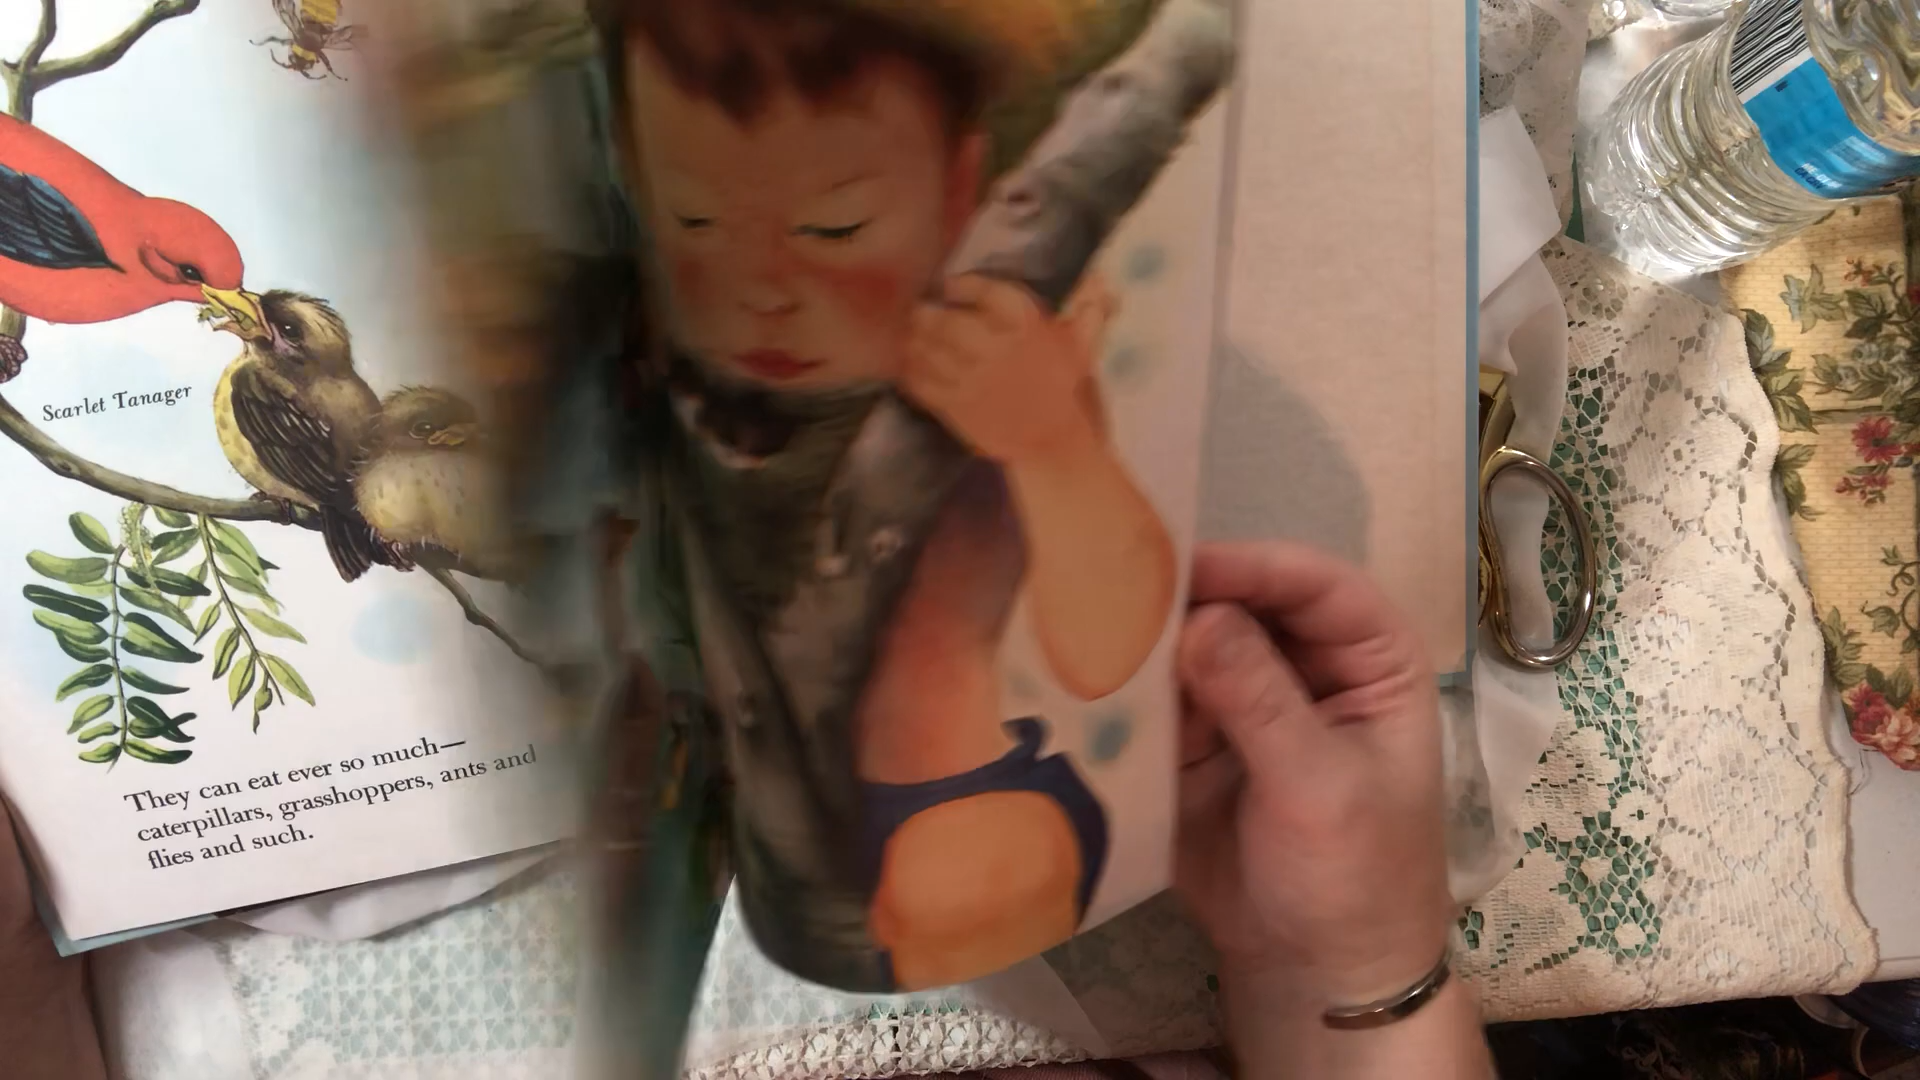 Scarlet Tanager
They can eat ever so much—
caterpillars, grasshoppers, ants and
flies and such.